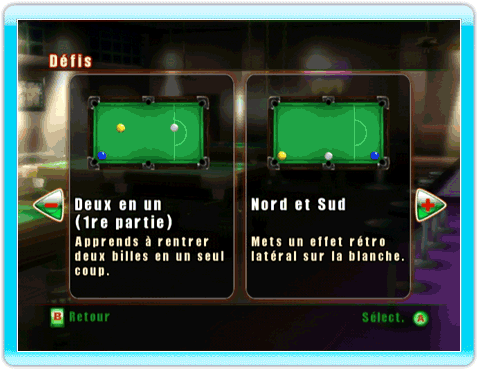 Défis
Deux en un
(1re partie)
Apprends à rentrer
deux billes en un seul
coup.
Nord et Sud
Mets un effet rétro
latéral sur la blanche.
B Retour
Sélect. A